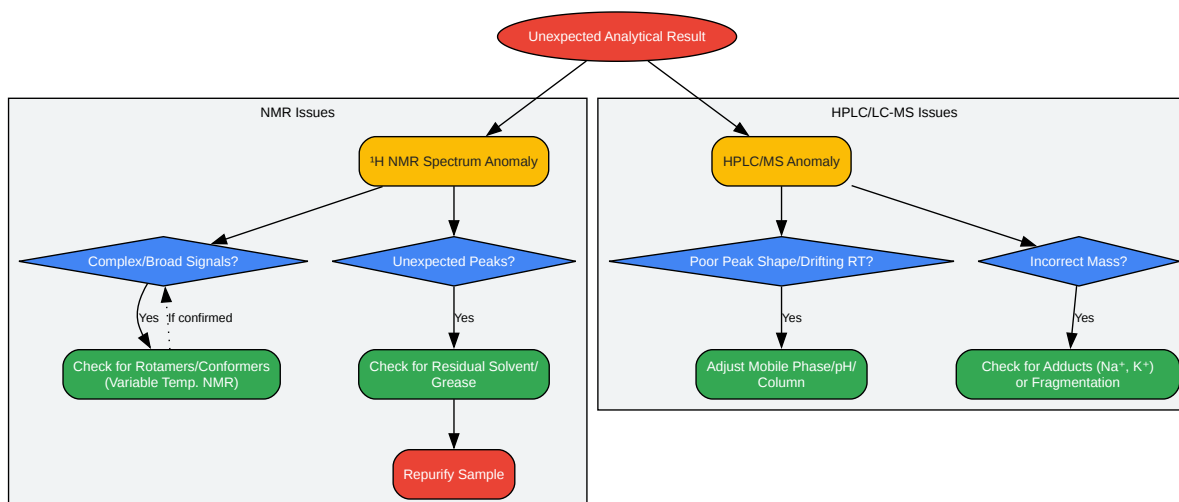 Unexpected Analytical Result
NMR Issues
HPLC/LC-MS Issues
¹H NMR Spectrum Anomaly
HPLC/MS Anomaly
Complex/Broad Signals?
Unexpected Peaks?
Poor Peak Shape/Drifting RT?
Incorrect Mass?
Yes
If confirmed
Yes
Yes
Yes
Check for Rotamers/Conformers
(Variable Temp. NMR)
Check for Residual Solvent/
Grease
Adjust Mobile Phase/pH/
Column
Check for Adducts (Na⁺, K⁺)
or Fragmentation
Repurify Sample